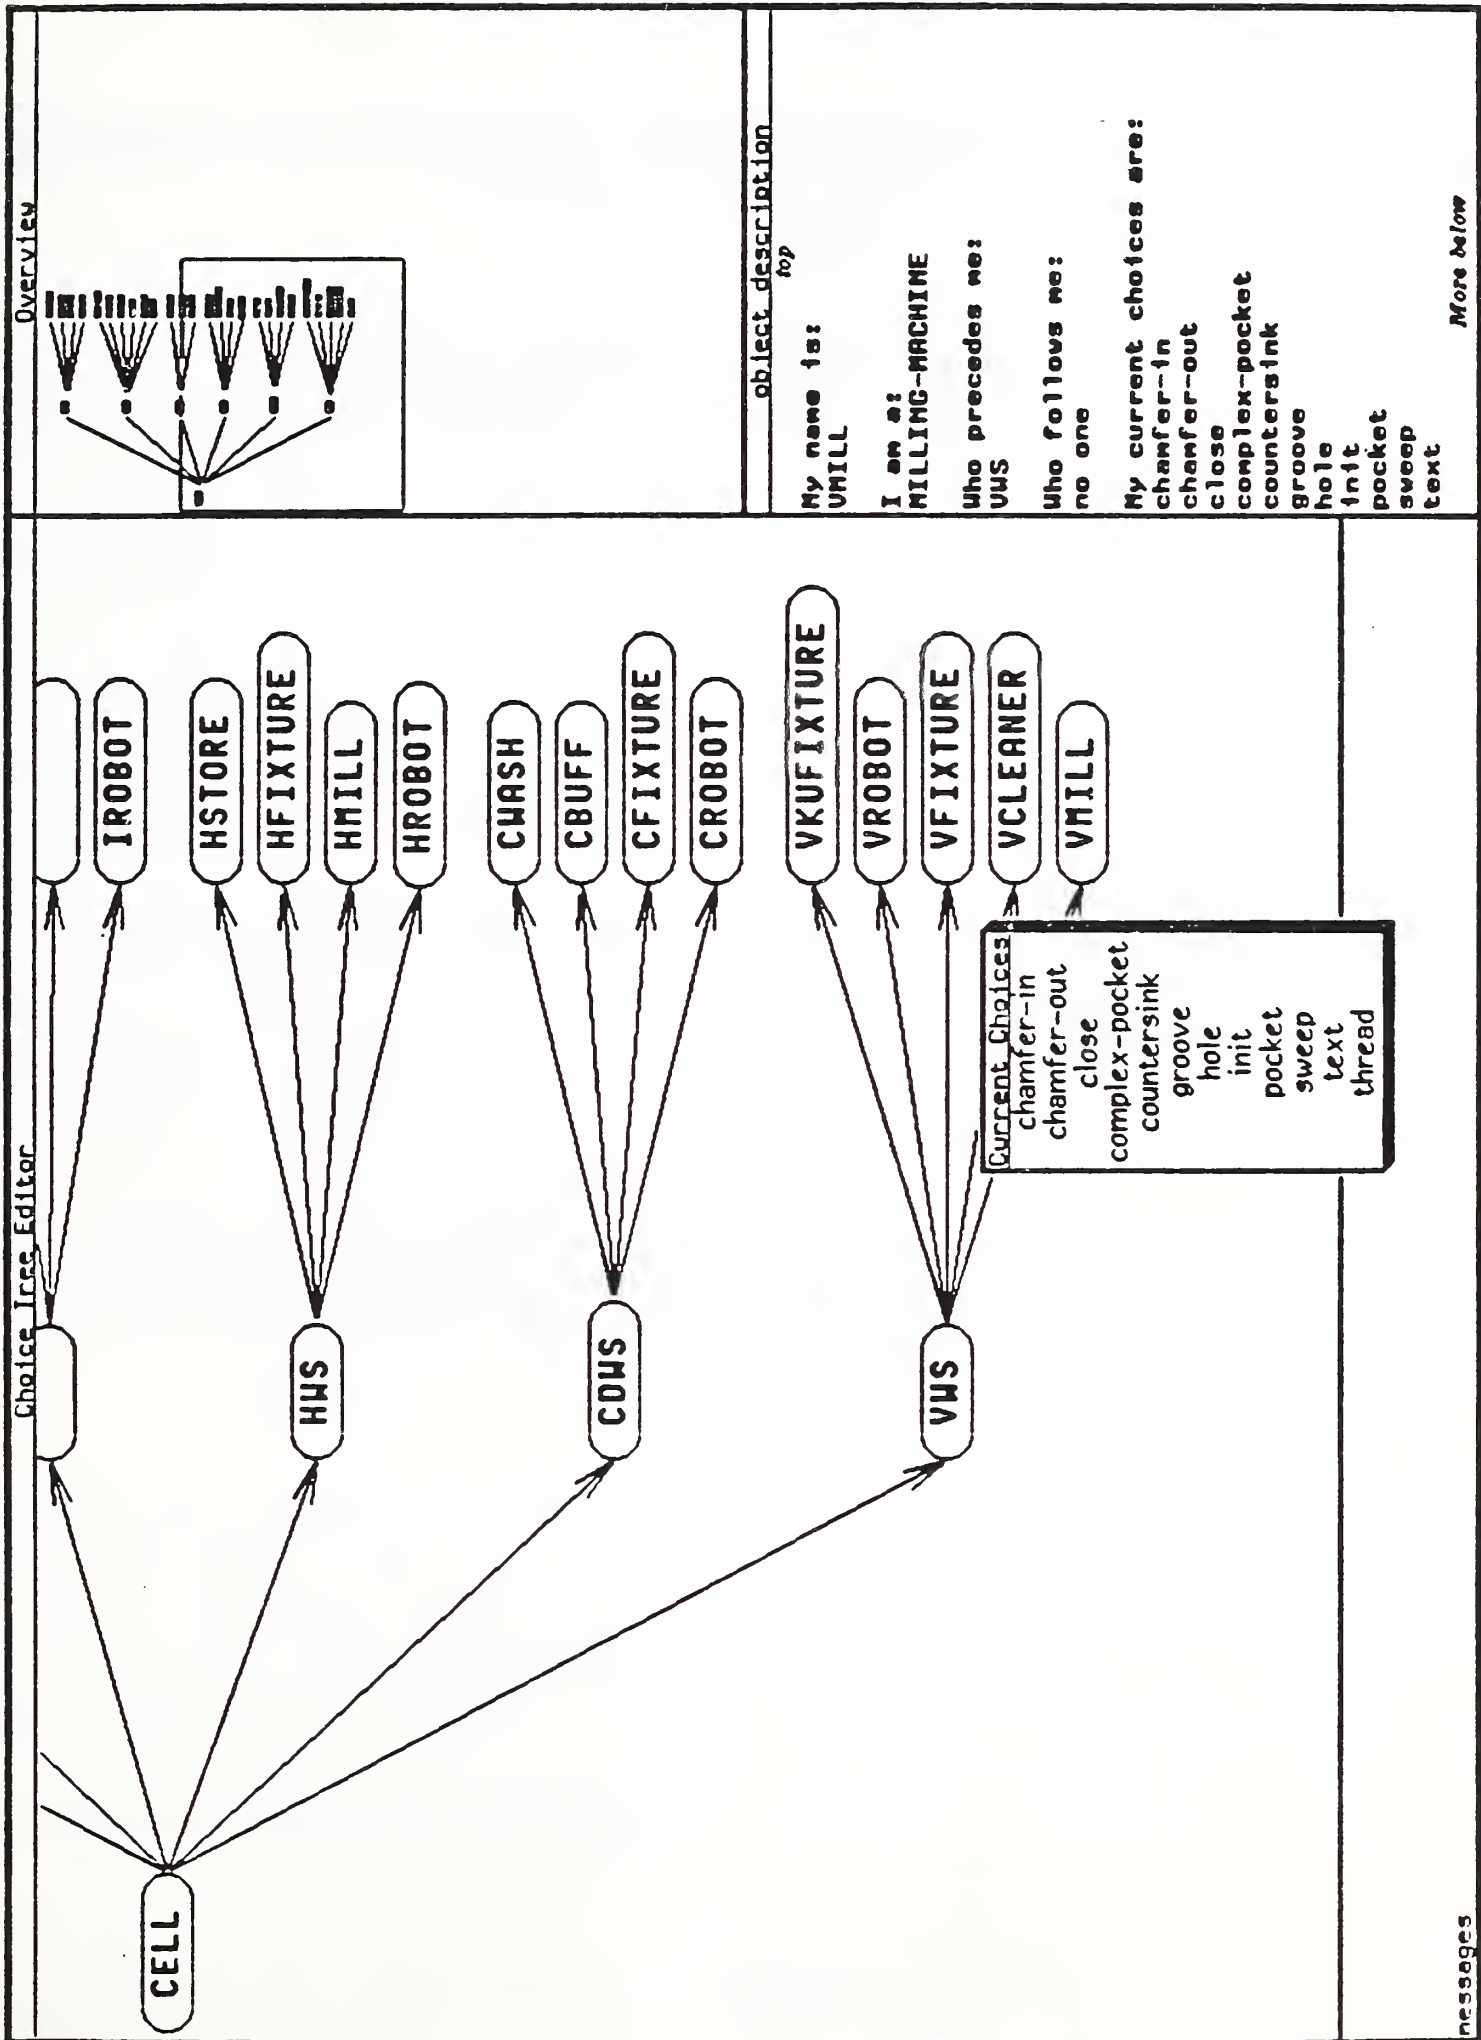 Choice Tree Editor
CELL
HWS
CDWS
VWS
IROBOT
HSTORE
HFIXTURE
HMILL
HROBOT
CWASH
CBUFF
CFIXTURE
CROBOT
VKUFIXTURE
VROBOT
VFIXTURE
VCLEANER
VMILL
Current Choices
chamfer-in
chamfer-out
close
complex-pocket
countersink
groove
hole
init
pocket
sweep
text
thread
messages
Overview
object description
top
My name is:
VMILL
I am a:
MILLING-MACHINE
Who precedes me:
VWS
Who follows me:
no one
My current choices are:
chamfer-in
chamfer-out
close
complex-pocket
countersink
groove
hole
init
pocket
sweep
text
More below